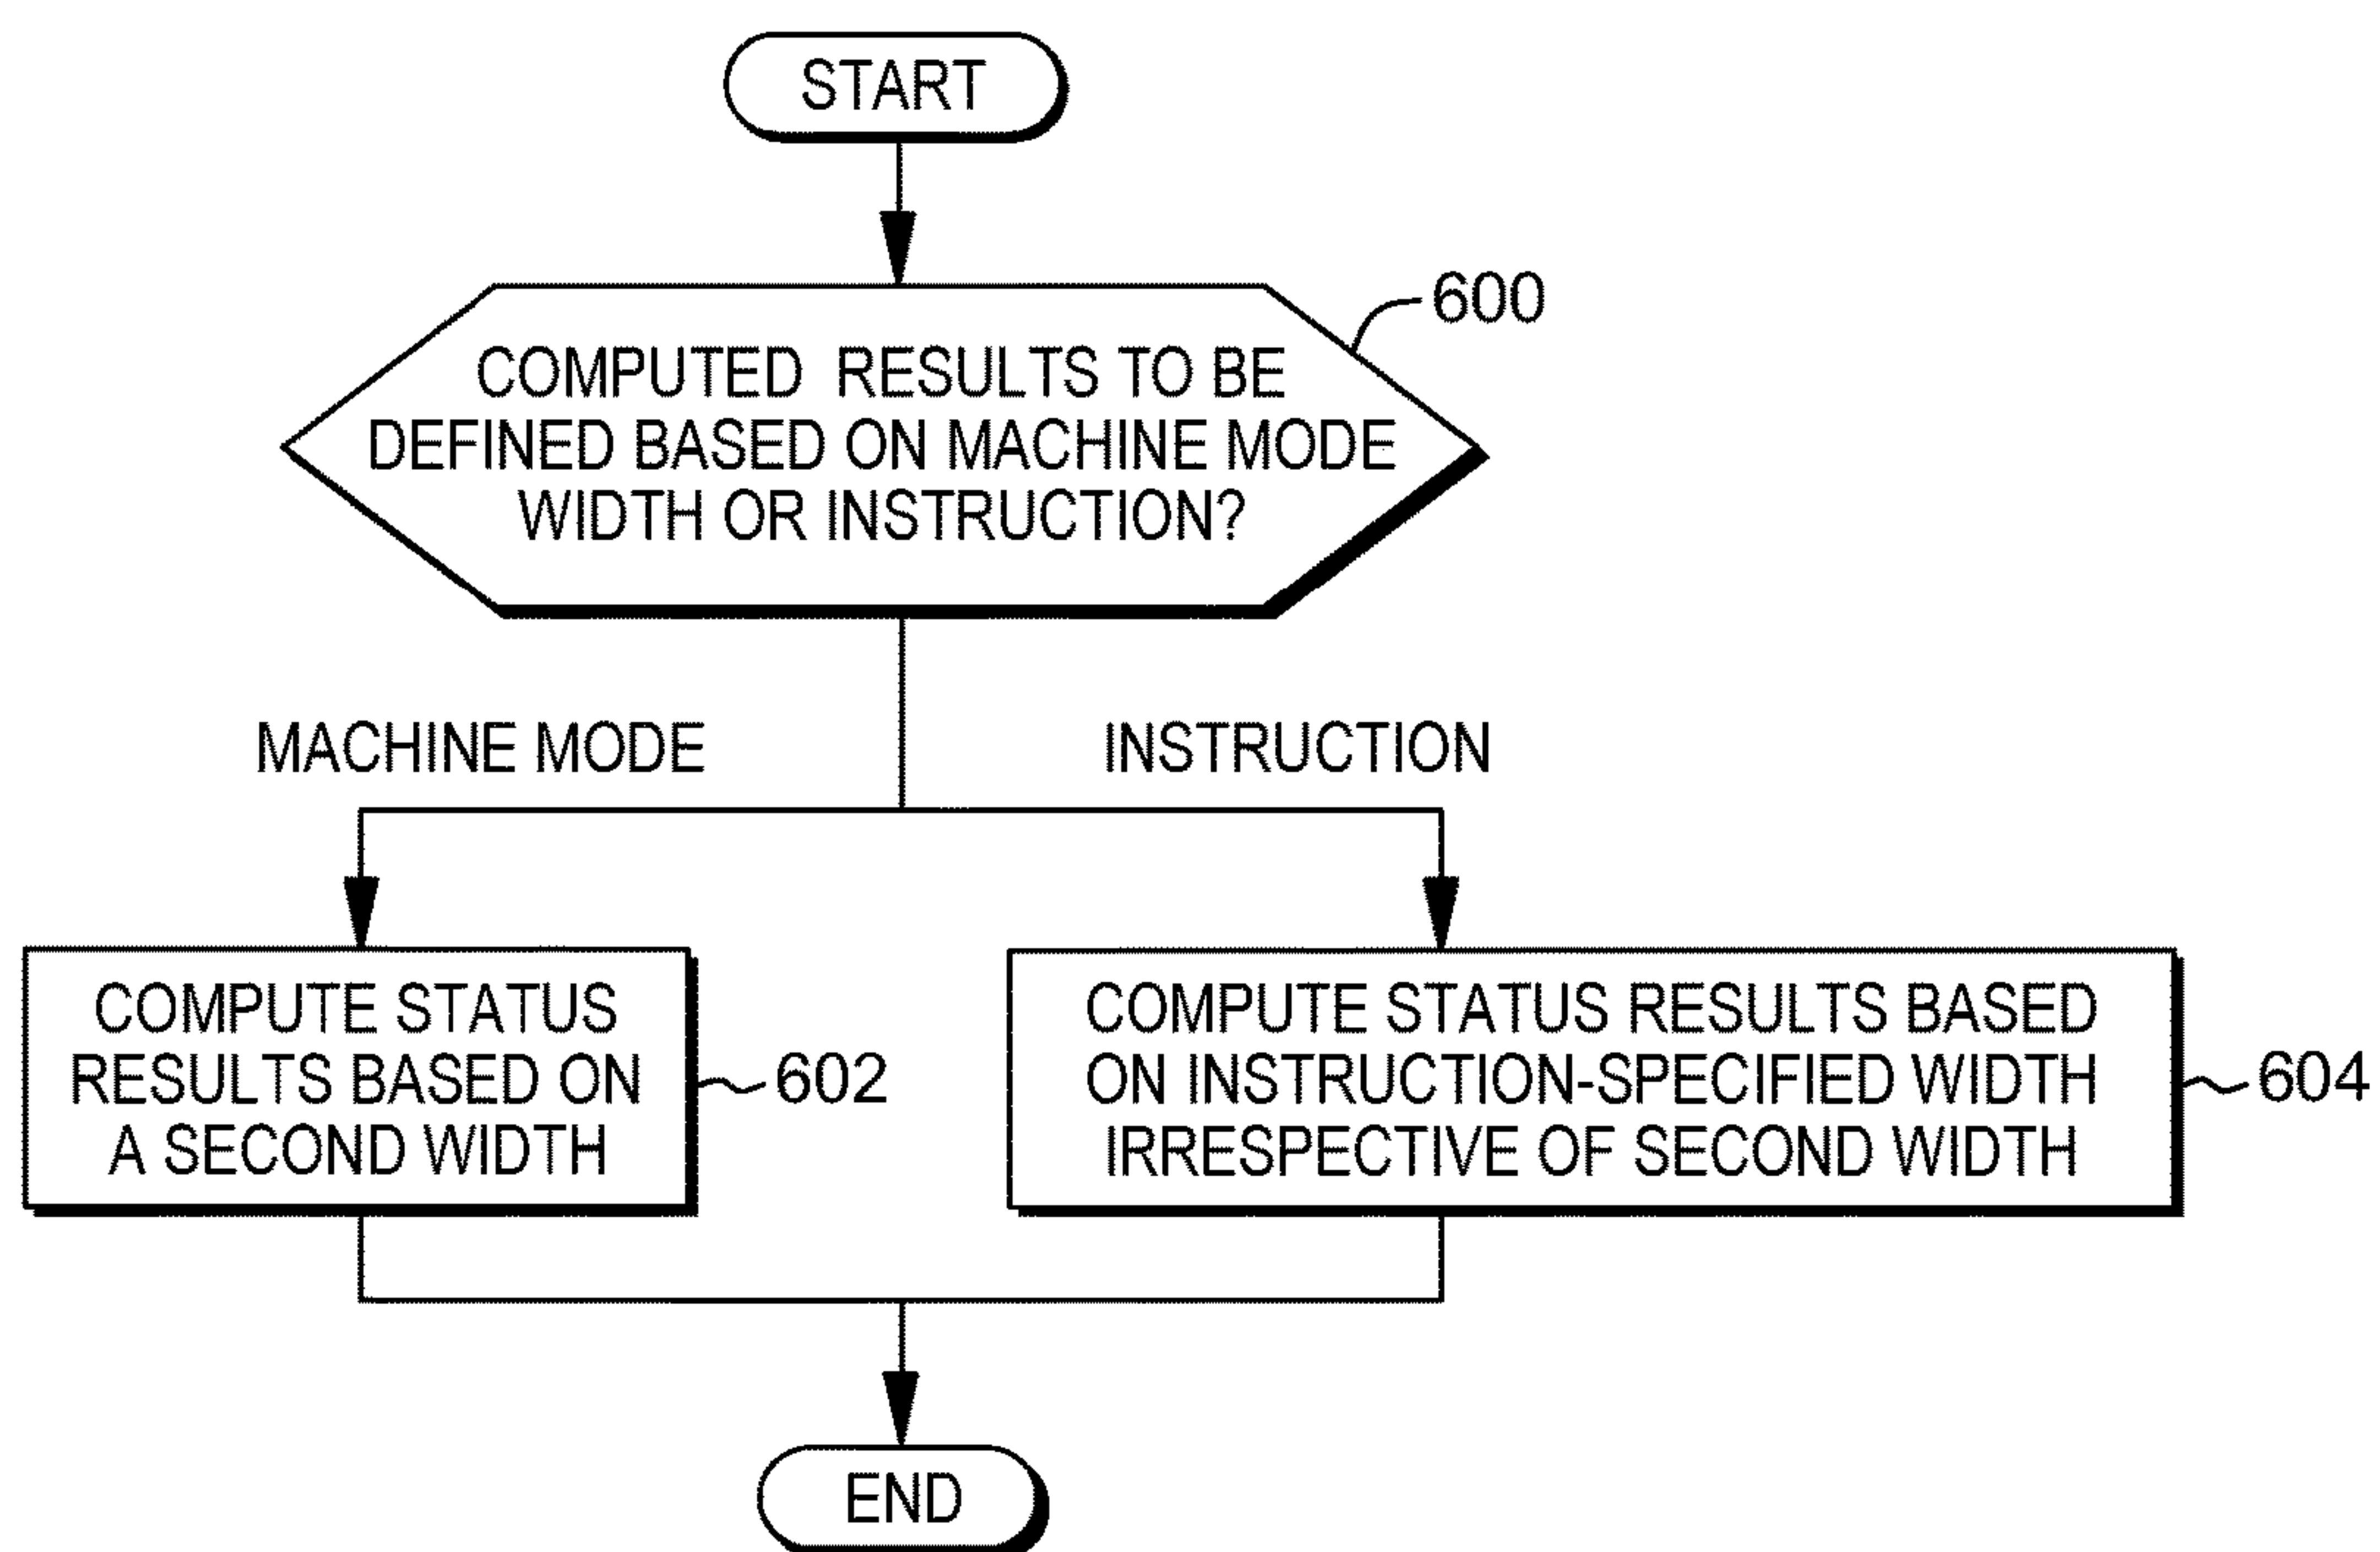 START
600
COMPUTED RESULTS TO BE
DEFINED BASED ON MACHINE MODE
WIDTH OR INSTRUCTION?
MACHINE MODE
INSTRUCTION
COMPUTE STATUS
RESULTS BASED ON
A SECOND WIDTH
602
COMPUTE STATUS RESULTS BASED
ON INSTRUCTION-SPECIFIED WIDTH
IRRESPECTIVE OF SECOND WIDTH
604
END